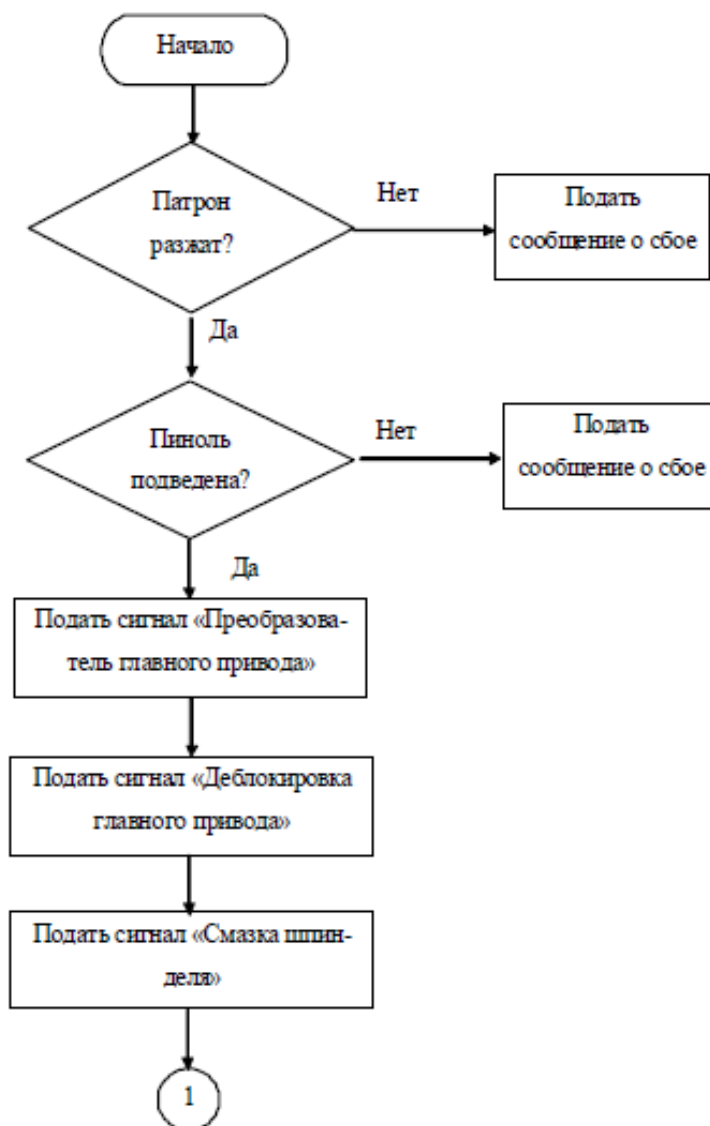 Начало
Патрон
разжат?
Нет
Подать
сообщение о сбое
Да
Пиноль
подведена?
Нет
Подать
сообщение о сбое
Да
Подать сигнал «Преобразова-
тель главного привода»
Подать сигнал «Деблокировка
главного привода»
Подать сигнал «Смазка шпин-
деля»
1